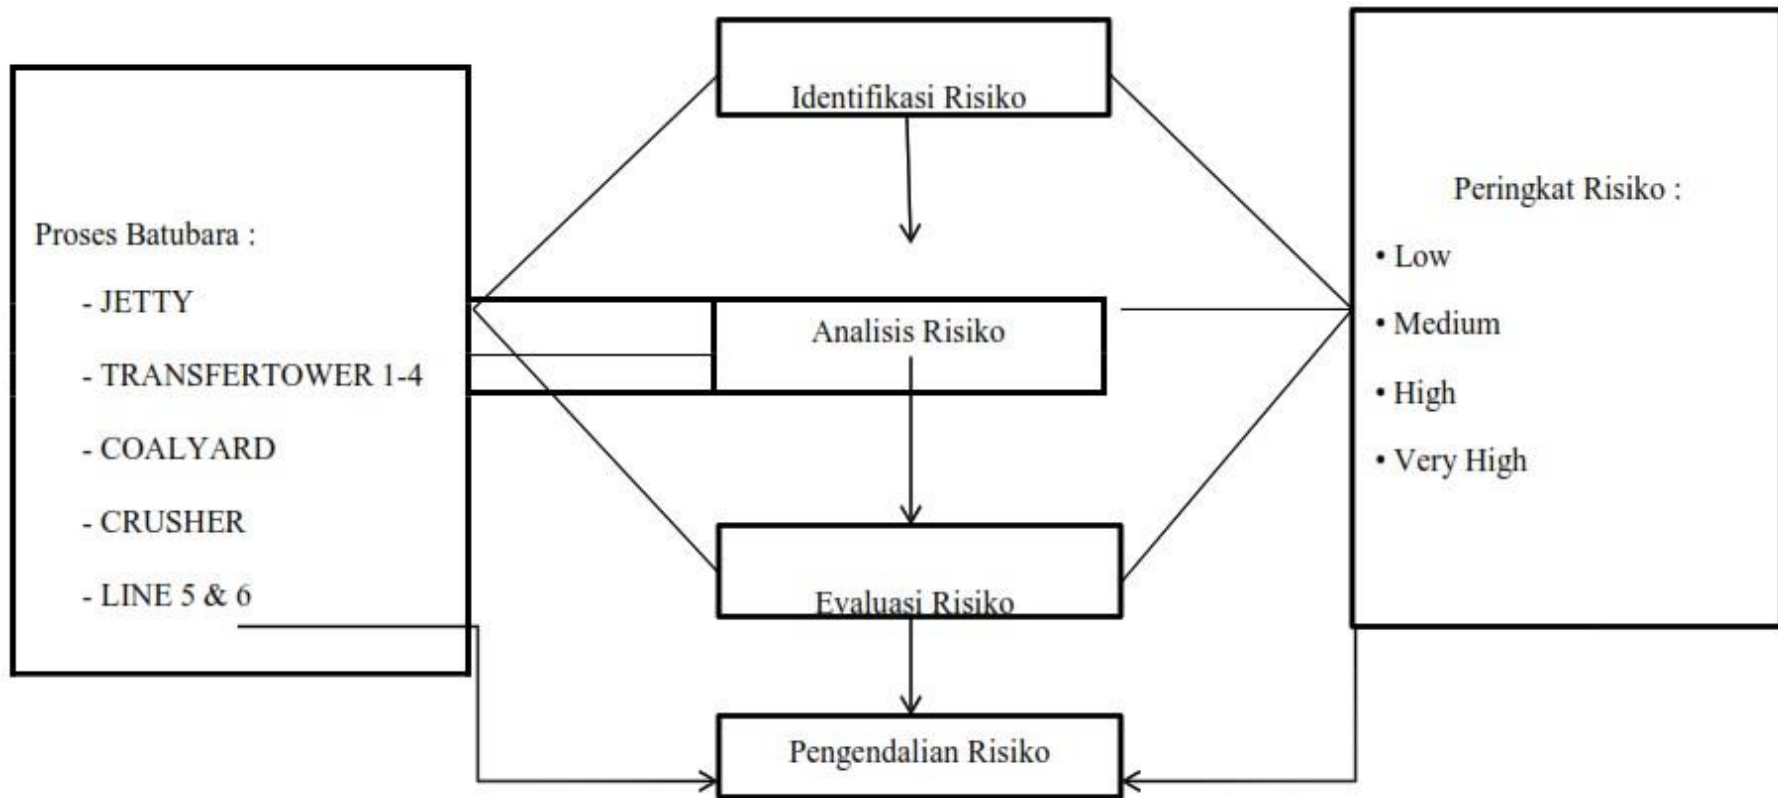 Proses Batubara :
- JETTY
- TRANSFERTOWER 1-4
- COALYARD
- CRUSHER
- LINE 5 & 6
Identifikasi Risiko
Analisis Risiko
Evaluasi Risiko
Pengendalian Risiko
Peringkat Risiko :
• Low
• Medium
• High
• Very High